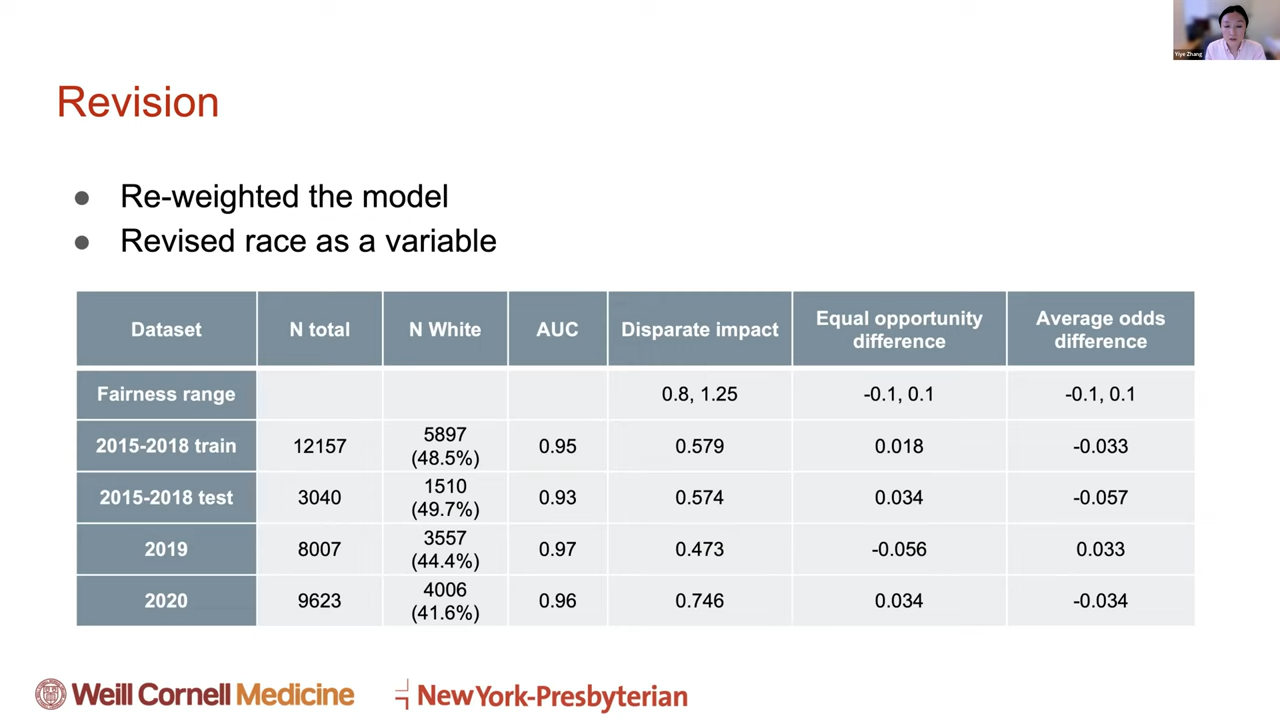 Yiye Zhang
Revision
Re-weighted the model
Revised race as a variable
Dataset N total N White AUC Disparate impact Equal opportunity difference Average odds difference
Fairness range 0.8, 1.25 -0.1, 0.1 -0.1, 0.1
2015-2018 train 12157 5897 (48.5%) 0.95 0.579 0.018 -0.033
2015-2018 test 3040 1510 (49.7%) 0.93 0.574 0.034 -0.057
2019 8007 3557 (44.4%) 0.97 0.473 -0.056 0.033
2020 9623 4006 (41.6%) 0.96 0.746 0.034 -0.034
Weill Cornell Medicine NewYork-Presbyterian